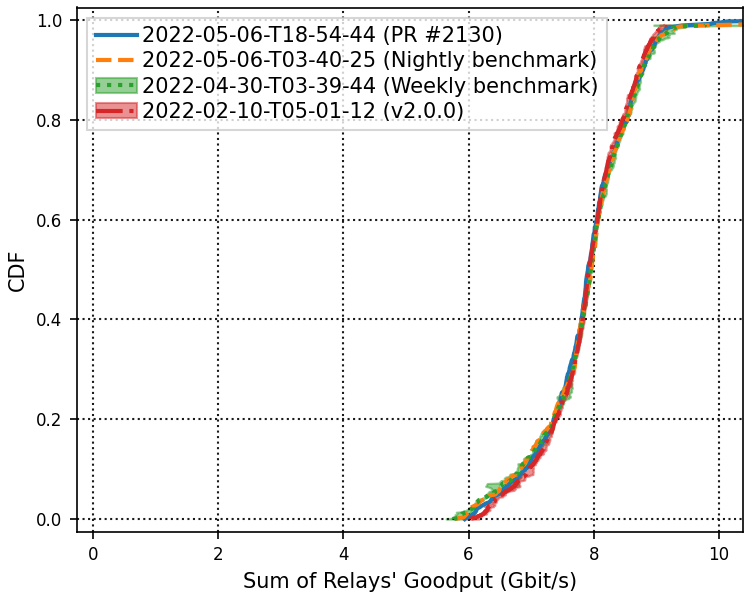 2022-05-06-T18-54-44 (PR #2130)
2022-05-06-T03-40-25 (Nightly benchmark)
2022-04-30-T03-39-44 (Weekly benchmark)
2022-02-10-T05-01-12 (v2.0.0)
1.0
0.8
0.6
0.4
0.2
0.0
CDF
0 2 4 6 8 10
Sum of Relays' Goodput (Gbit/s)